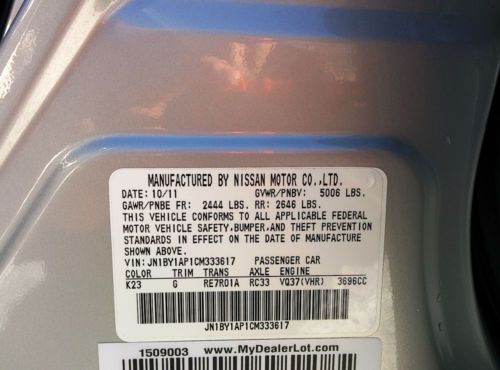 MANUFACTURED BY NISSAN MOTOR CO.,LTD.
DATE: 10/11 GVWR/PNBV: 5006 LBS.
GAWR/PNBE FR: 2444 LBS. RR: 2646 LBS.
THIS VEHICLE CONFORMS TO ALL APPLICABLE FEDERAL
MOTOR VEHICLE SAFETY,BUMPER,AND THEFT PREVENTION
STANDARDS IN EFFECT ON THE DATE OF MANUFACTURE
SHOWN ABOVE.
VIN: JN1BY1AP1CM333617 PASSENGER CAR
COLOR TRIM TRANS AXLE ENGINE
K23 G RE7R01A RC33 VQ37(VHR) 3696CC
JN1BY1AP1CM333617
1509003 www.MyDealerLot.com